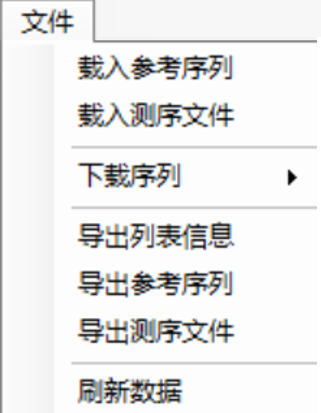 文件
载入参考序列
载入测序文件
下载序列
导出列表信息
导出参考序列
导出测序文件
刷新数据